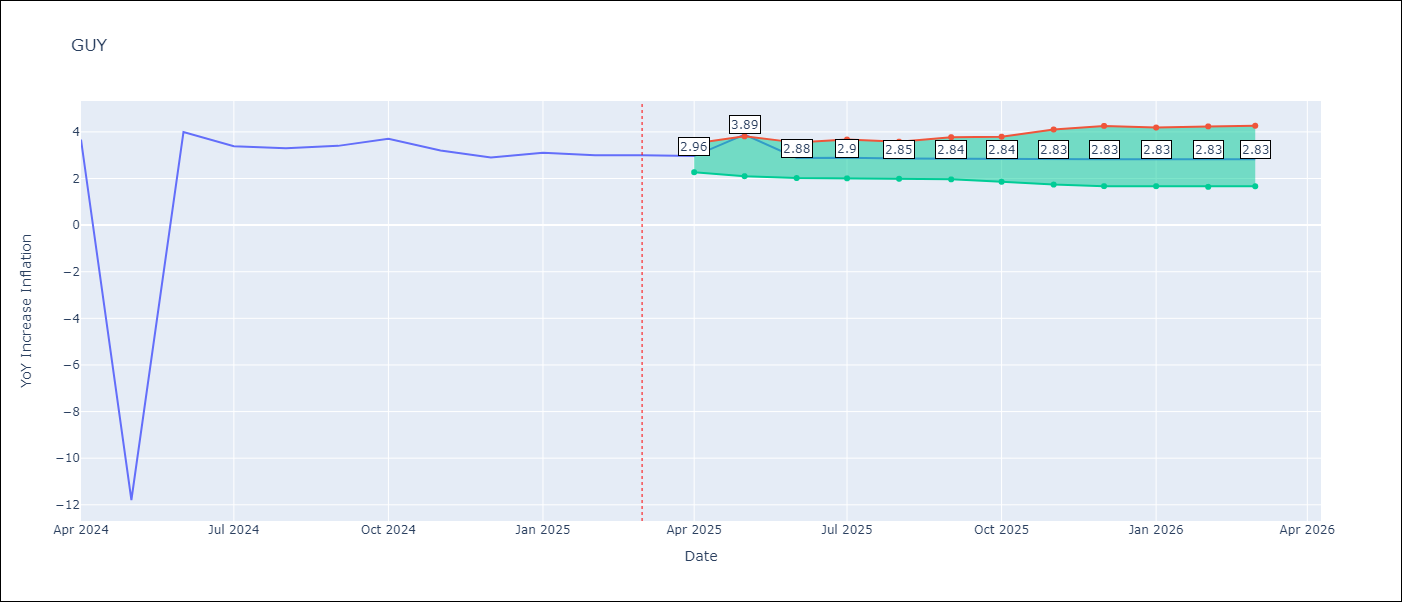 GUY
YoY Increase Inflation
4
2
0
−2
−4
−6
−8
−10
−12
3.89
2.96
2.88
2.9
2.85
2.84
2.84
2.83
2.83
2.83
2.83
2.83
Apr 2024
Jul 2024
Oct 2024
Jan 2025
Apr 2025
Jul 2025
Oct 2025
Jan 2026
Apr 2026
Date